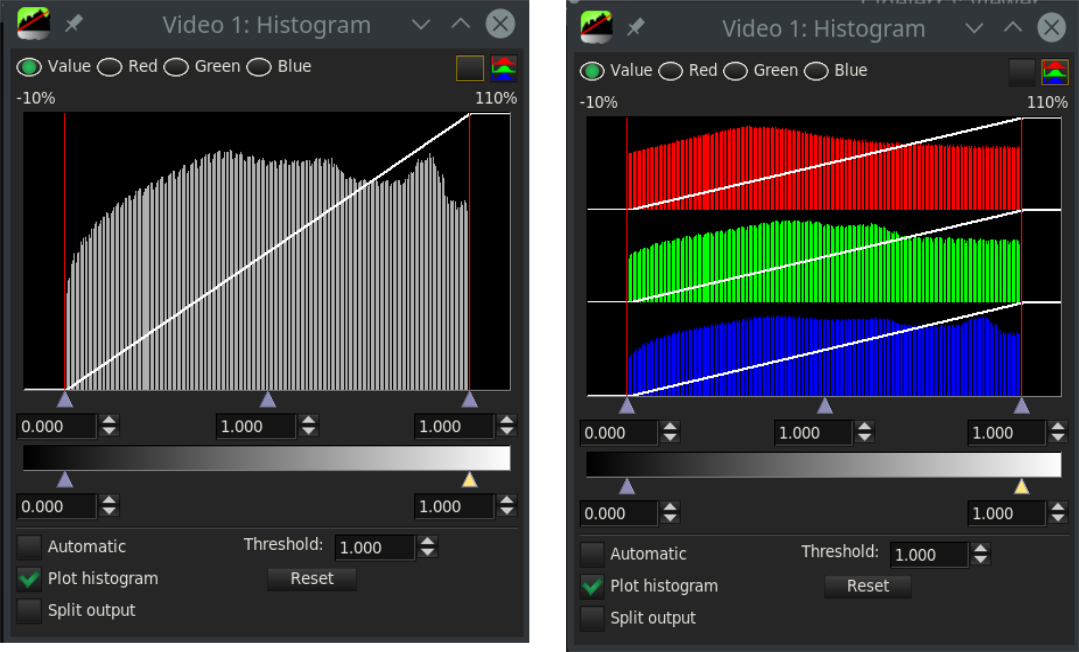 Video 1: Histogram
Value Red Green Blue
-10% 110%
0.000 1.000 1.000
0.000 1.000
Automatic Threshold: 1.000
Plot histogram Reset
Split output
Video 1: Histogram
Value Red Green Blue
-10% 110%
0.000 1.000 1.000
0.000 1.000
Automatic Threshold: 1.000
Plot histogram Reset
Split output